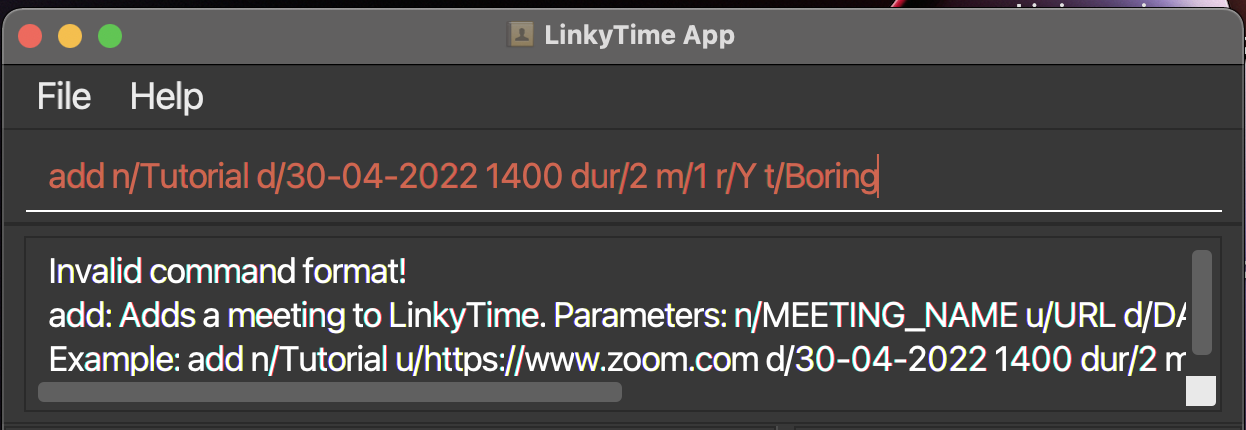 LinkyTime App
File Help
add n/Tutorial d/30-04-2022 1400 dur/2 m/1 r/Y t/Boring
Invalid command format!
add: Adds a meeting to LinkyTime. Parameters: n/MEETING_NAME u/URL d/DA
Example: add n/Tutorial u/https://www.zoom.com d/30-04-2022 1400 dur/2 m